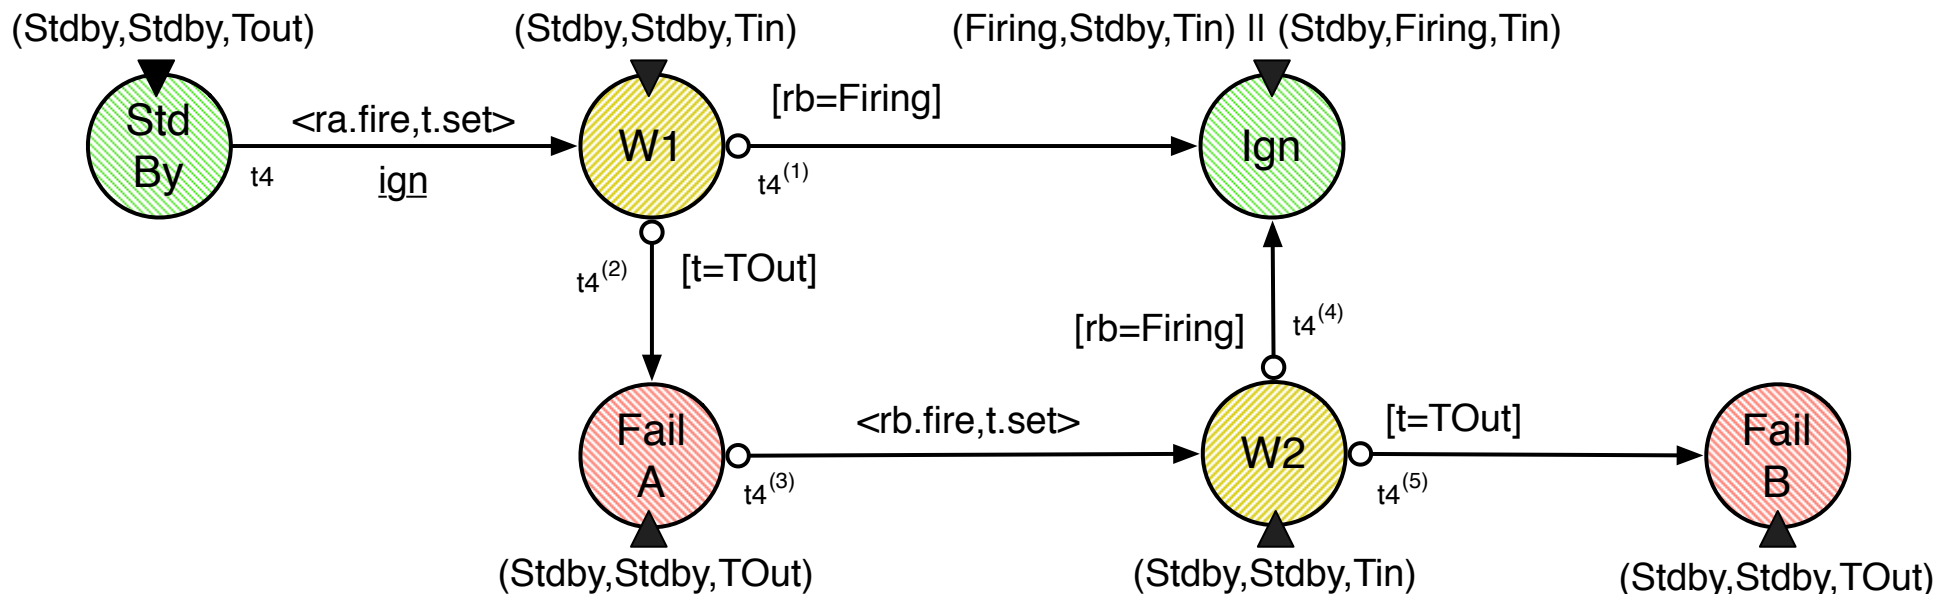 (Stdby,Stdby,Tout)
(Stdby,Stdby,Tin)
(Firing,Stdby,Tin) || (Stdby,Firing,Tin)
Std
By
<ra.fire,t.set>
t4
ign
W1
[rb=Firing]
t4(1)
Ign
t4(2)
[t=TOut]
[rb=Firing]
t4(4)
Fail
A
<rb.fire,t.set>
t4(3)
W2
[t=TOut]
t4(5)
Fail
B
(Stdby,Stdby,TOut)
(Stdby,Stdby,Tin)
(Stdby,Stdby,TOut)